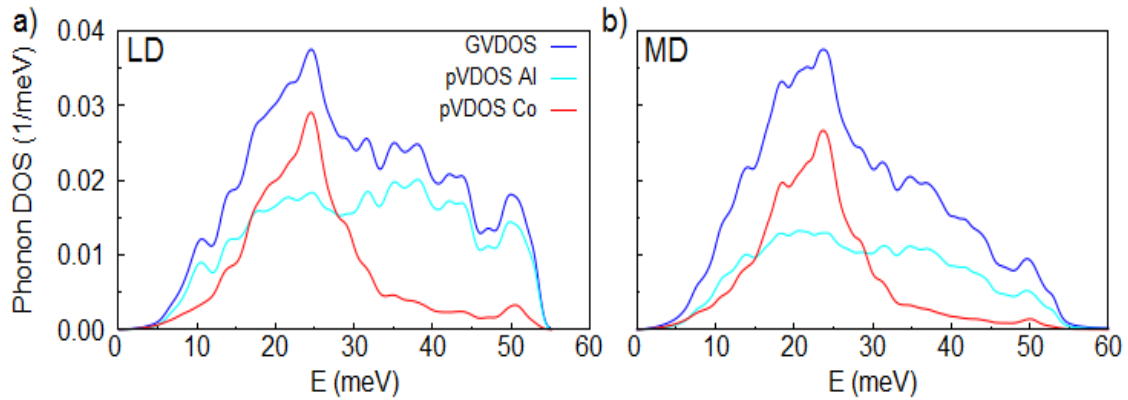 a)
b)
LD
MD
GVDOS
pVDOS Al
pVDOS Co
Phonon DOS (1/meV)
0.04
0.03
0.02
0.01
0.00
0 10 20 30 40 50 60
0 10 20 30 40 50 60
E (meV)
E (meV)